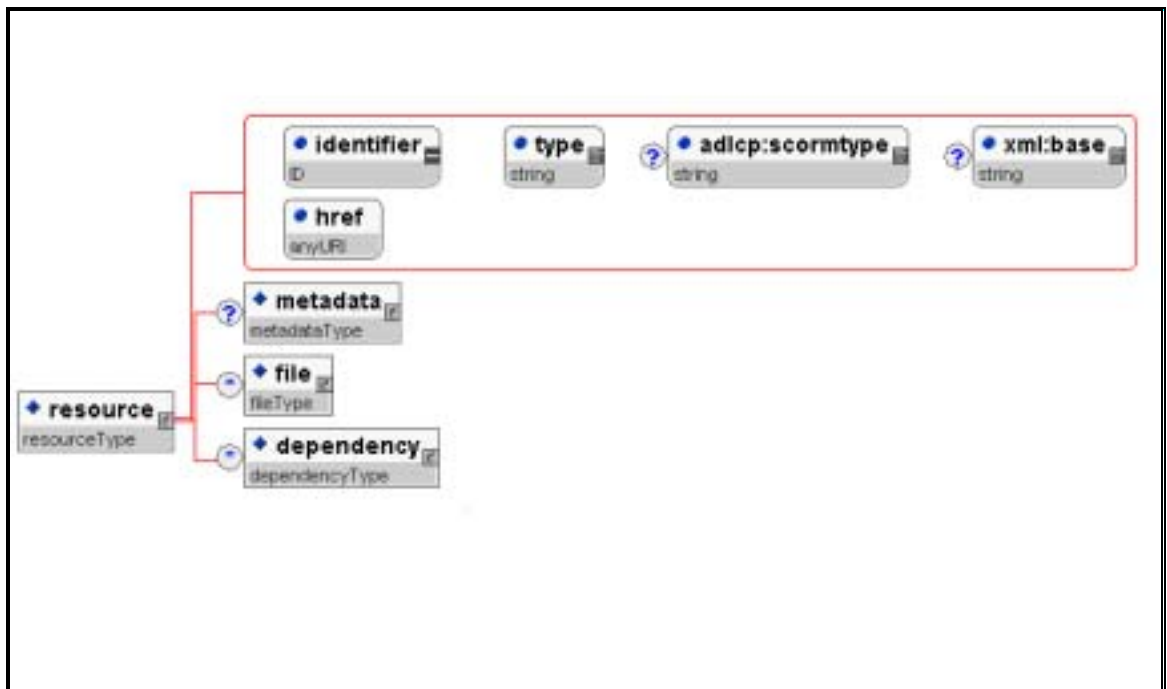 identifier type ? adlcp:scormtype ? xml:base
ID string string string
href
anyURI
? metadata
metadataType
* file
fileType
resource
resourceType
* dependency
dependencyType